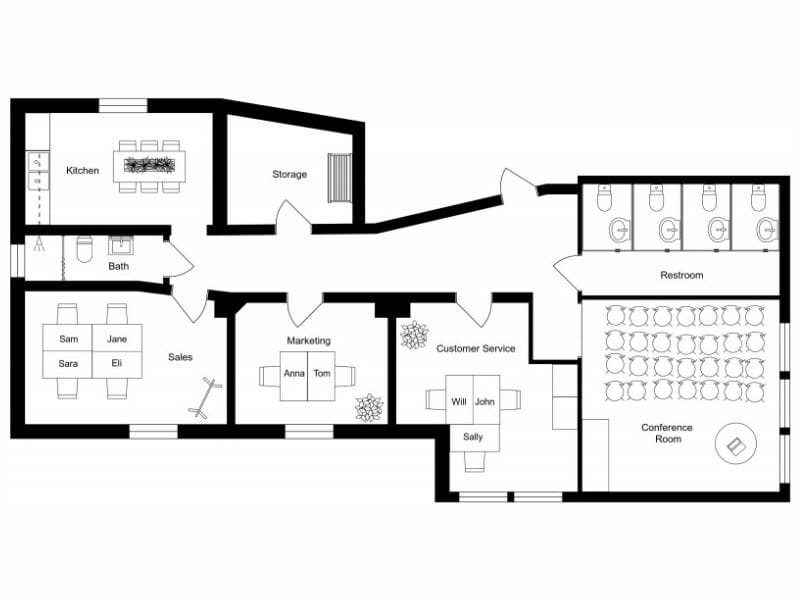 Kitchen
Storage
Bath
Restroom
Sam
Jane
Sara
Eli
Sales
Marketing
Anna
Tom
Customer Service
Will
John
Sally
Conference
Room